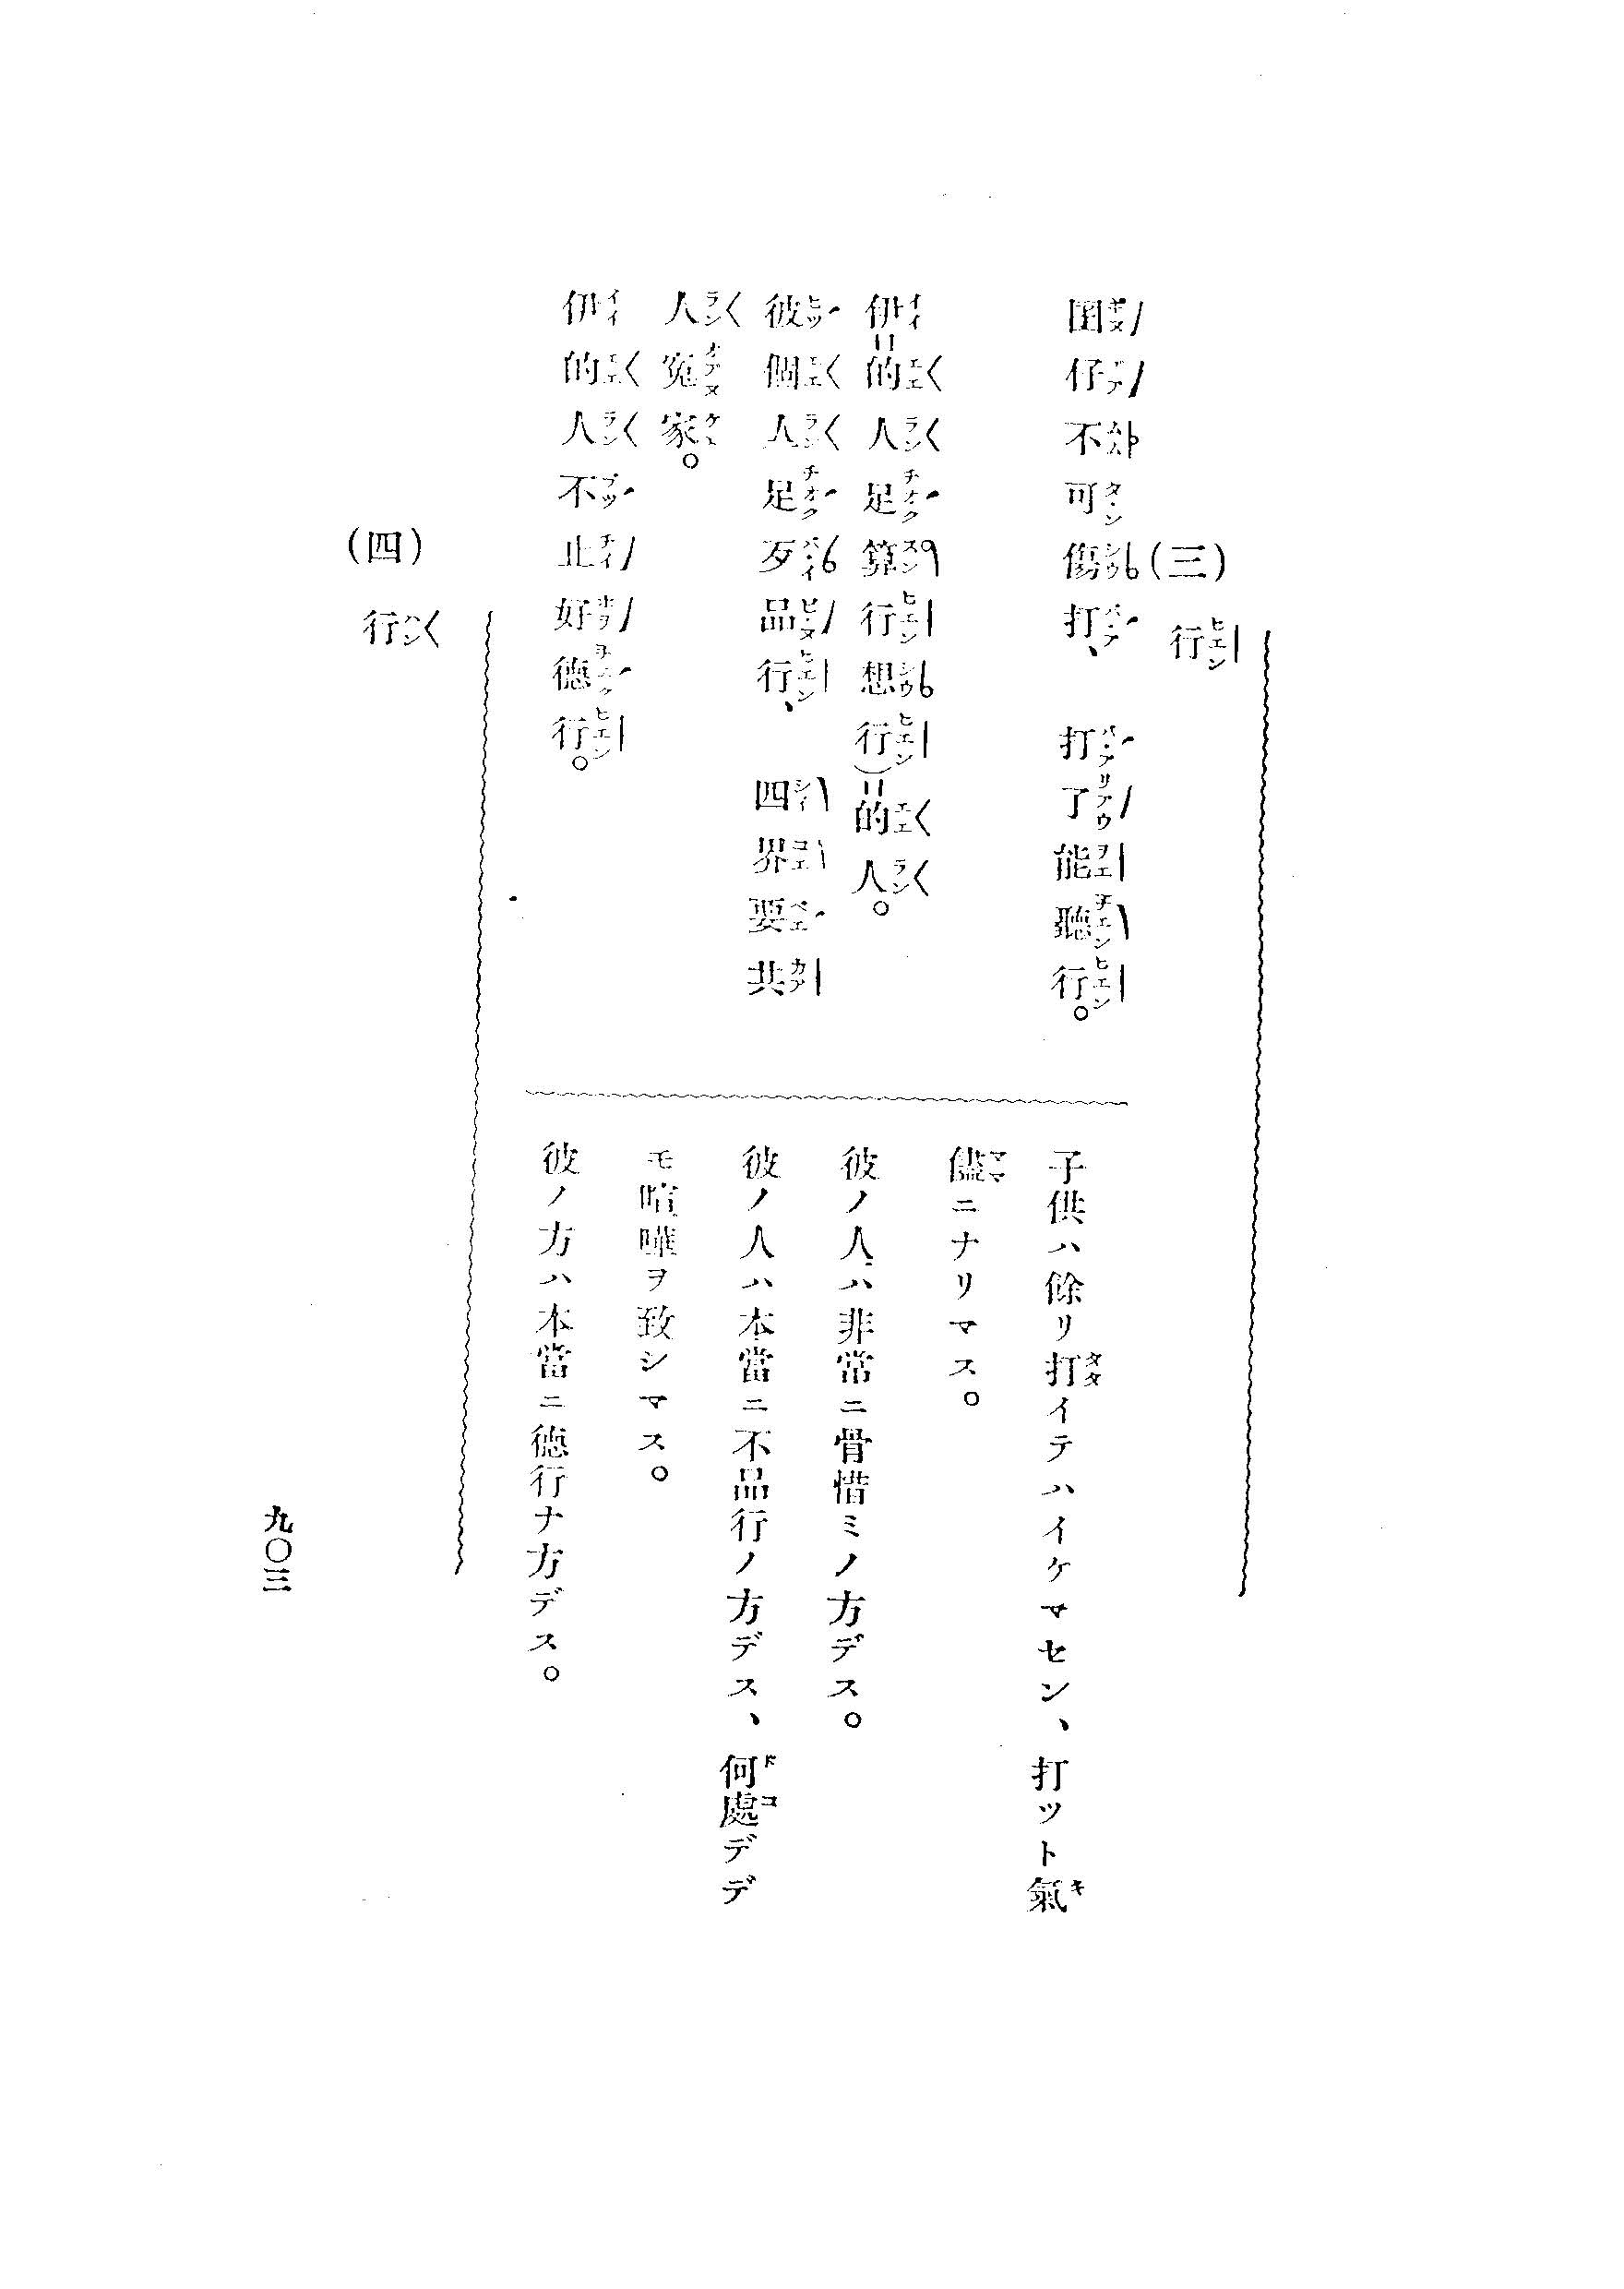 (三) 行
囝仔不可傷打、打了能聽行。
伊=的人足算行想行)=的人。
彼個人足歹品行、四界要共
人寃家。
伊的人不止好德行。
子供ハ餘リ打イテハイケマセン、打ツト氣
儘ニナリマス。
彼ノ人ハ非常ニ骨惜ミノ方デス。
彼ノ人ハ本當ニ不品行ノ方デス、何處デデ
モ喧嘩ヲ致シマス。
彼ノ方ハ本當ニ德行ナ方デス。
(四) 行
九〇三